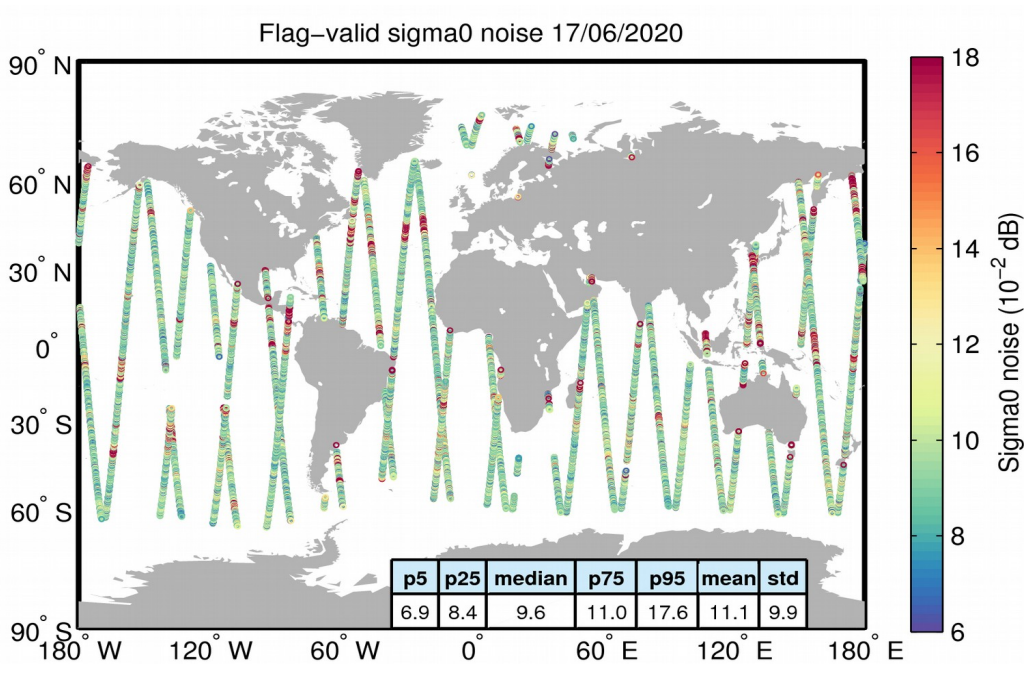 Flag−valid sigma0 noise 17/06/2020
90° N
60° N
30° N
0°
30° S
60° S
90° S
180° W
120° W
60° W
0°
60° E
120° E
180° E
p5 p25 median p75 p95 mean std
6.9 8.4 9.6 11.0 17.6 11.1 9.9
18
16
14
12
10
8
6
Sigma0 noise (10⁻² dB)